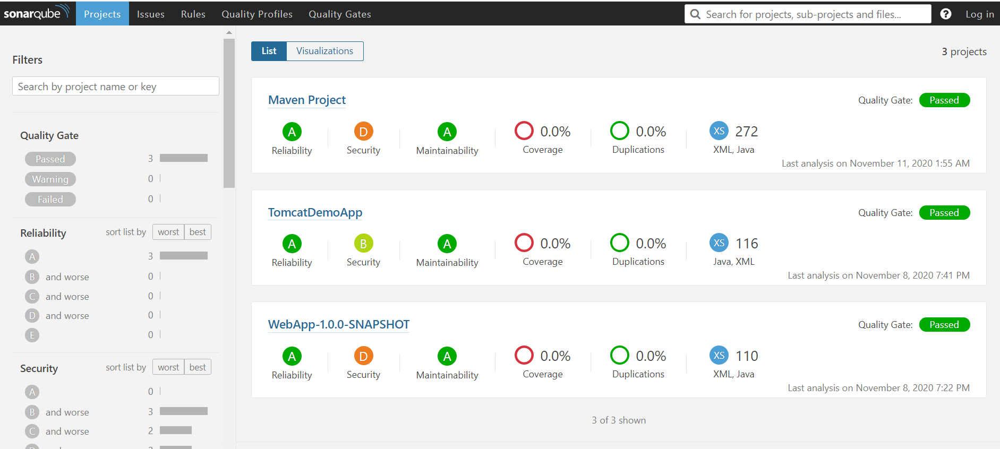 sonarqube Projects Issues Rules Quality Profiles Quality Gates Search for projects, sub-projects and files... ? Log in
Filters
Search by project name or key
Quality Gate
Passed 3
Warning 0
Failed 0
Reliability sort list by worst best
A 3
B and worse 0
C and worse 0
D and worse 0
E 0
Security sort list by worst best
A 0
B and worse 3
C and worse 2
List Visualizations 3 projects
Maven Project Quality Gate: Passed
A D A 0.0% 0.0% XS 272
Reliability Security Maintainability Coverage Duplications XML, Java
Last analysis on November 11, 2020 1:55 AM
TomcatDemoApp Quality Gate: Passed
A B A 0.0% 0.0% XS 116
Reliability Security Maintainability Coverage Duplications Java, XML
Last analysis on November 8, 2020 7:41 PM
WebApp-1.0.0-SNAPSHOT Quality Gate: Passed
A D A 0.0% 0.0% XS 110
Reliability Security Maintainability Coverage Duplications XML, Java
Last analysis on November 8, 2020 7:22 PM
3 of 3 shown